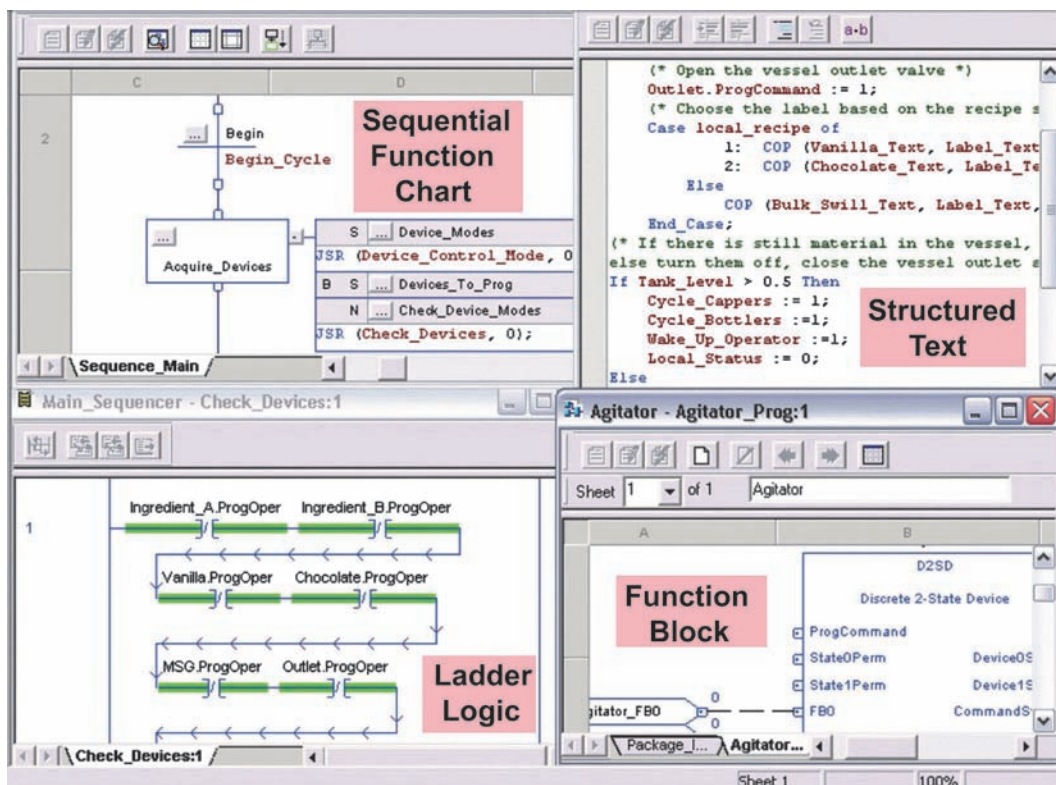 C
D
2
Begin
Begin_Cycle
Sequential
Function
Chart
...
Acquire_Devices
S ... Device_Modes
JSR (Device_Control_Mode, 0
B S ... Devices_To_Prog
N ... Check_Device_Modes
JSR (Check_Devices, 0);
Sequence_Main
a·b
(* Open the vessel outlet valve *)
Outlet.ProgCommand := 1;
(* Choose the label based on the recipe s
Case local_recipe of
1: COP (Vanilla_Text, Label_Text
2: COP (Chocolate_Text, Label_Te
Else
COP (Bulk_Swill_Text, Label_Text,
End_Case;
(* If there is still material in the vessel,
else turn them off, close the vessel outlet
If Tank_Level > 0.5 Then
Cycle_Cappers := 1;
Cycle_Bottlers :=1;
Wake_Up_Operator :=1;
Local_Status := 0;
Else
Structured
Text
Main_Sequencer - Check_Devices:1
1
Ingredient_A.ProgOper Ingredient_B.ProgOper
Vanilla.ProgOper Chocolate.ProgOper
MSG.ProgOper Outlet.ProgOper
Ladder
Logic
Check_Devices:1
Agitator - Agitator_Prog:1
Sheet 1 of 1 Agitator
A
B
D2SD
Discrete 2-State Device
Function
Block
ProgCommand
State0Perm Device0S
State1Perm Device1S
FB0 CommandS
gitator_FB0
0
0
Package_I... Agitator...
Sheet 1 100%